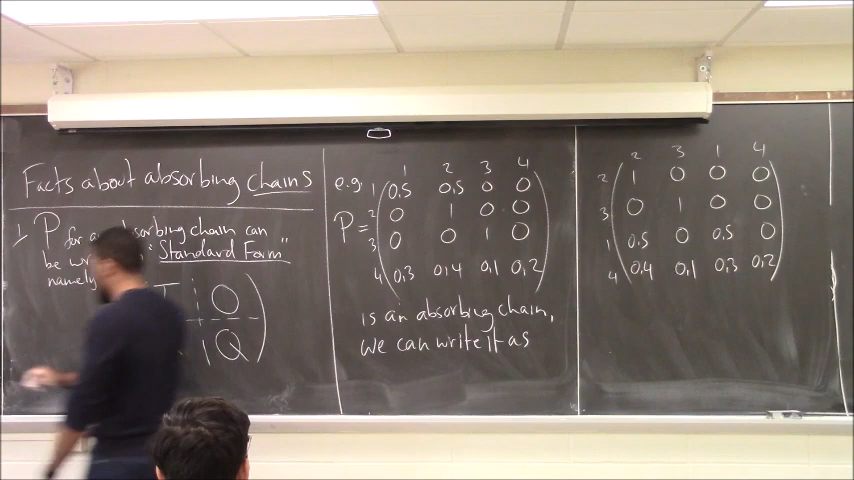 Facts about absorbing chains
1) P for absorbing chain can
be "Standard Form"
namely
I O
Q
e.g. 1 2 3 4
1 0.5 0.5 0 0
P = 2 0 1 0 0
3 0 0 1 0
4 0.3 0.4 0.1 0.2
is an absorbing chain,
we can write it as
2 3 1 4
2 1 0 0 0
3 0 1 0 0
1 0.5 0 0.5 0
4 0.4 0.1 0.3 0.2